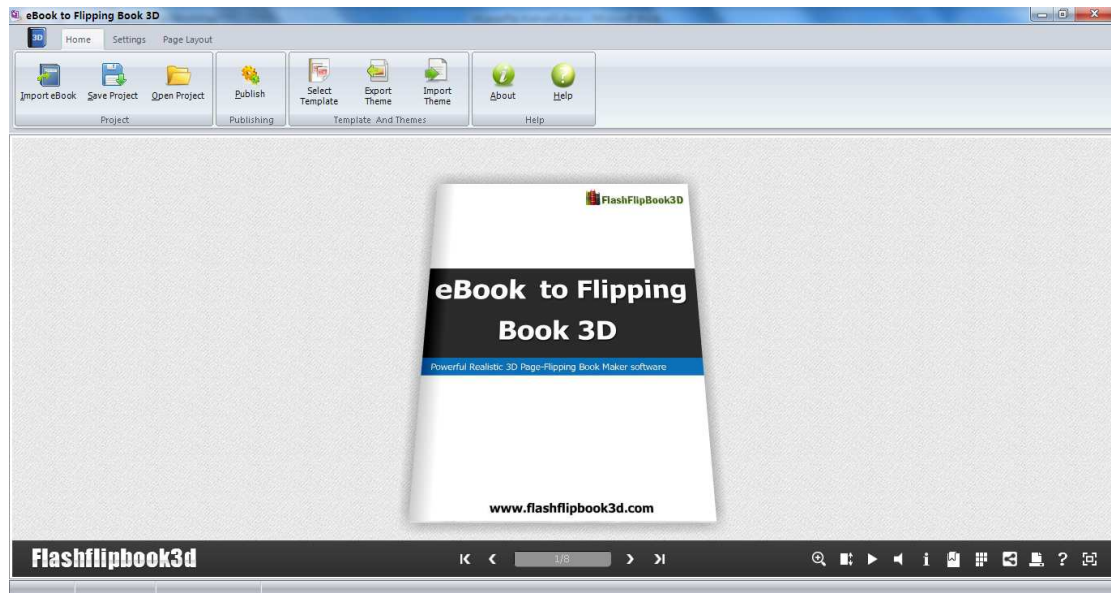 eBook to Flipping Book 3D
3D
Home Settings Page Layout
Import eBook Save Project Open Project Publish Select Template Export Theme Import Theme About Help
Project Publishing Template And Themes Help
FlashFlipBook3D
eBook to Flipping
Book 3D
Powerful Realistic 3D Page-Flipping Book Maker software
www.flashflipbook3d.com
Flashflipbook3d 1/8